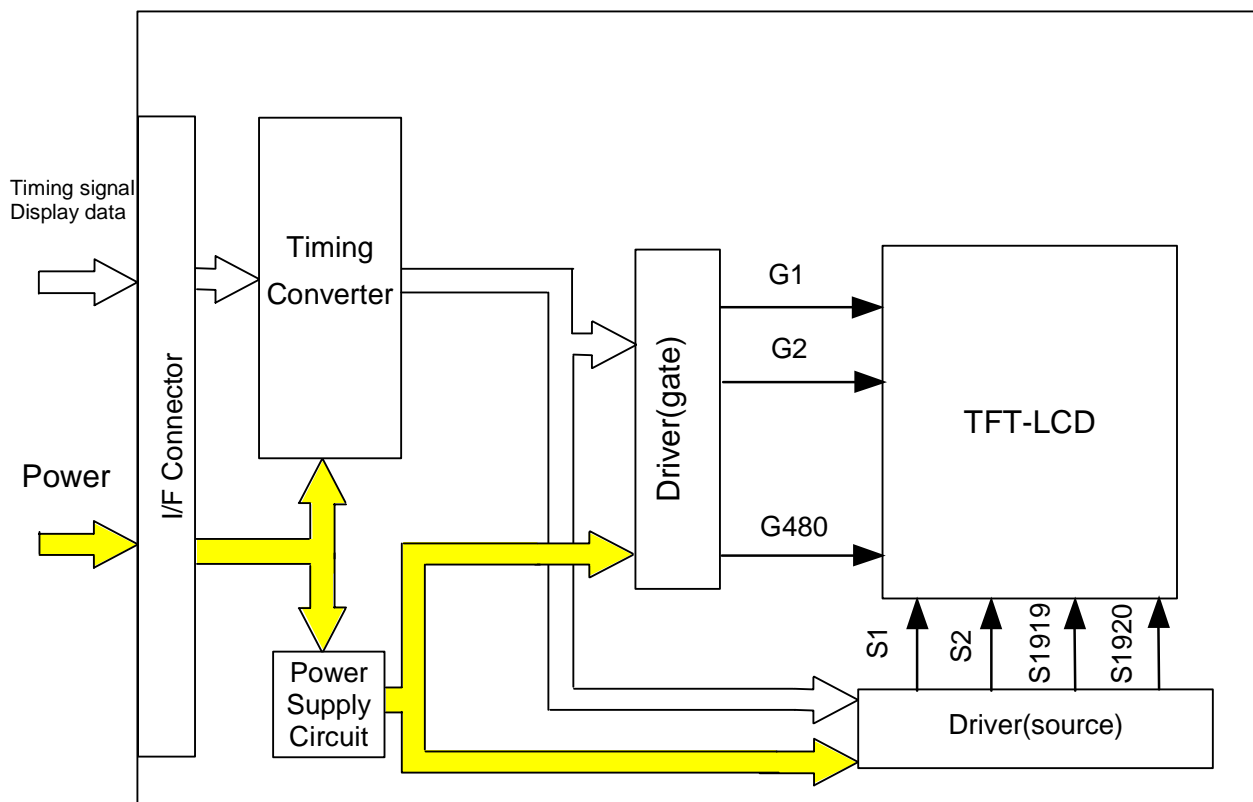 Timing signal
Display data
Power
I/F Connector
Timing
Converter
Power
Supply
Circuit
Driver(gate)
G1
G2
G480
TFT-LCD
S1
S2
S1919
S1920
Driver(source)